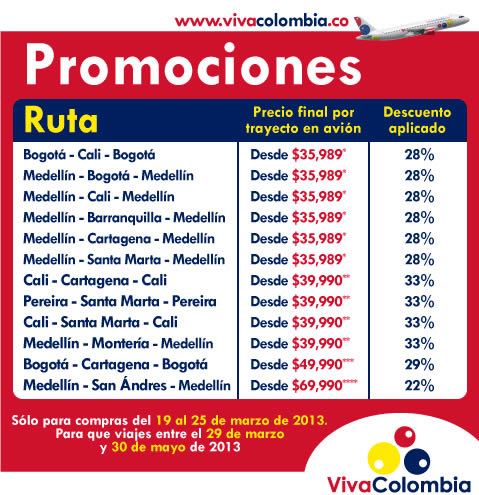 www.vivacolombia.co
Promociones
Ruta Precio final por trayecto en avión Descuento aplicado
Bogotá - Cali - Bogotá Desde $35,989* 28%
Medellín - Bogotá - Medellín Desde $35,989* 28%
Medellín - Cali - Medellín Desde $35,989* 28%
Medellín - Barranquilla - Medellín Desde $35,989* 28%
Medellín - Cartagena - Medellín Desde $35,989* 28%
Medellín - Santa Marta - Medellín Desde $35,989* 28%
Cali - Cartagena - Cali Desde $39,990** 33%
Pereira - Santa Marta - Pereira Desde $39,990** 33%
Cali - Santa Marta - Cali Desde $39,990** 33%
Medellín - Montería - Medellín Desde $39,990** 33%
Bogotá - Cartagena - Bogotá Desde $49,990*** 29%
Medellín - San Ándres - Medellín Desde $69,990**** 22%
Sólo para compras del 19 al 25 de marzo de 2013.
Para que viajes entre el 29 de marzo
y 30 de mayo de 2013
VivaColombia